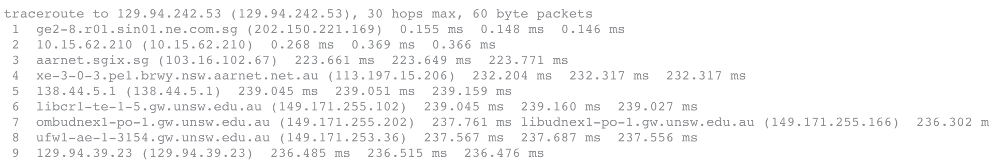 traceroute to 129.94.242.53 (129.94.242.53), 30 hops max, 60 byte packets
1 ge2-8.r01.sin01.ne.com.sg (202.150.221.169) 0.155 ms 0.148 ms 0.146 ms
2 10.15.62.210 (10.15.62.210) 0.268 ms 0.369 ms 0.366 ms
3 aarnet.sgix.sg (103.16.102.67) 223.661 ms 223.649 ms 223.771 ms
4 xe-3-0-3.pe1.brwy.nsw.aarnet.net.au (113.197.15.206) 232.204 ms 232.317 ms 232.317 ms
5 138.44.5.1 (138.44.5.1) 239.045 ms 239.051 ms 239.159 ms
6 libcr1-te-1-5.gw.unsw.edu.au (149.171.255.102) 239.045 ms 239.160 ms 239.027 ms
7 ombudnex1-po-1.gw.unsw.edu.au (149.171.255.202) 237.761 ms libudnex1-po-1.gw.unsw.edu.au (149.171.255.166) 236.302 m
8 ufw1-ae-1-3154.gw.unsw.edu.au (149.171.253.36) 237.567 ms 237.687 ms 237.556 ms
9 129.94.39.23 (129.94.39.23) 236.485 ms 236.515 ms 236.476 ms